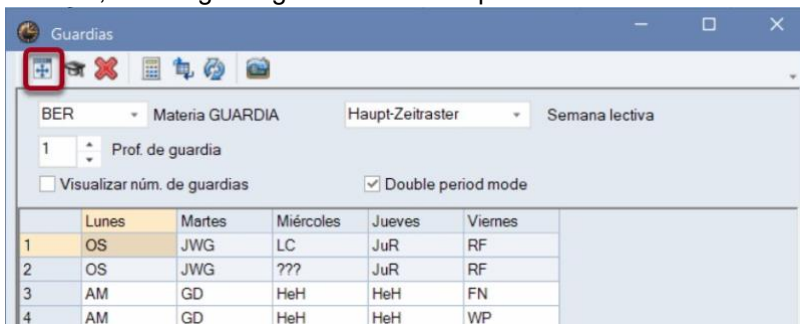 Guardias
BER Materia GUARDIA Haupt-Zeitraster Semana lectiva
1 Prof. de guardia
Visualizar núm. de guardias Double period mode
Lunes Martes Miércoles Jueves Viernes
1 OS JWG LC JuR RF
2 OS JWG ??? JuR RF
3 AM GD HeH HeH FN
4 AM GD HeH HeH WP